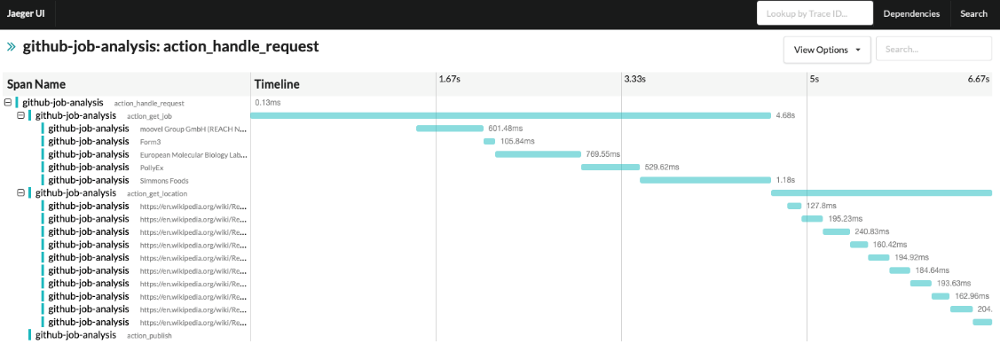 Jaeger UI
Lookup by Trace ID...
Dependencies
Search
github-job-analysis: action_handle_request
View Options
Search...
Span Name
Timeline
1.67s
3.33s
5s
6.67s
github-job-analysis action_handle_request 0.13ms
github-job-analysis action_get_job 4.68s
github-job-analysis moovel Group GmbH (REACH N... 601.48ms
github-job-analysis Form3 105.84ms
github-job-analysis European Molecular Biology Lab... 769.55ms
github-job-analysis PollyEx 529.62ms
github-job-analysis Simmons Foods 1.18s
github-job-analysis action_get_location
github-job-analysis https://en.wikipedia.org/wiki/Re... 127.8ms
github-job-analysis https://en.wikipedia.org/wiki/Re... 195.23ms
github-job-analysis https://en.wikipedia.org/wiki/Re... 240.83ms
github-job-analysis https://en.wikipedia.org/wiki/Re... 160.42ms
github-job-analysis https://en.wikipedia.org/wiki/Re... 194.92ms
github-job-analysis https://en.wikipedia.org/wiki/Re... 184.64ms
github-job-analysis https://en.wikipedia.org/wiki/Re... 193.63ms
github-job-analysis https://en.wikipedia.org/wiki/Re... 162.96ms
github-job-analysis https://en.wikipedia.org/wiki/Re... 204.
github-job-analysis https://en.wikipedia.org/wiki/Re...
github-job-analysis action_publish